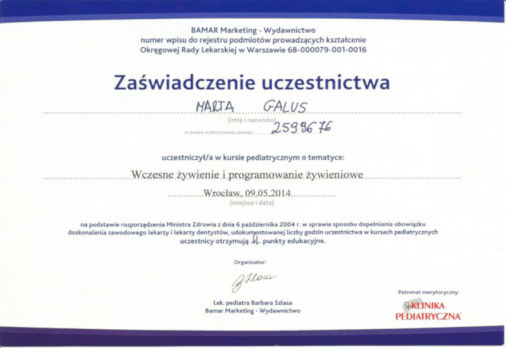 BAMAR Marketing - Wydawnictwo
numer wpisu do rejestru podmiotów prowadzących kształcenie
Okręgowej Rady Lekarskiej w Warszawie 68-000079-001-0016
Zaświadczenie uczestnictwa
MARTA GALUS
(imię i nazwisko)
nr prawa wykonywania zawodu 2599676
uczestniczył/a w kursie pediatrycznym o tematyce:
Wczesne żywienie i programowanie żywieniowe
Wrocław, 09.05.2014
(miejsce i data)
na podstawie rozporządzenia Ministra Zdrowia z dnia 6 października 2004 r. w sprawie sposobu dopełniania obowiązku
doskonalenia zawodowego lekarzy i lekarzy dentystów, udokumentowanej liczby godzin uczestnictwa w kursach pediatrycznych
uczestnicy otrzymują punkty edukacyjne.
Organizator:
Lek. pediatra Barbara Szlasa
Bamar Marketing - Wydawnictwo
Patronat merytoryczny:
KLINIKA
PEDIATRYCZNA